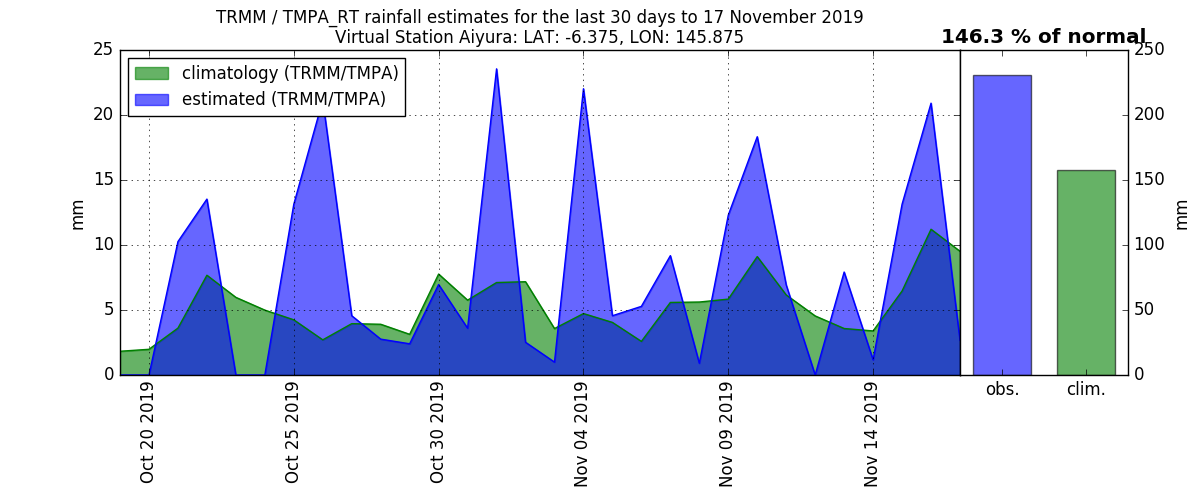 TRMM / TMPA_RT rainfall estimates for the last 30 days to 17 November 2019
Virtual Station Aiyura: LAT: -6.375, LON: 145.875
146.3 % of normal
climatology (TRMM/TMPA)
estimated (TRMM/TMPA)
mm
25
20
15
10
5
0
Oct 20 2019
Oct 25 2019
Oct 30 2019
Nov 04 2019
Nov 09 2019
Nov 14 2019
obs.
clim.
250
200
150
100
50
0
mm